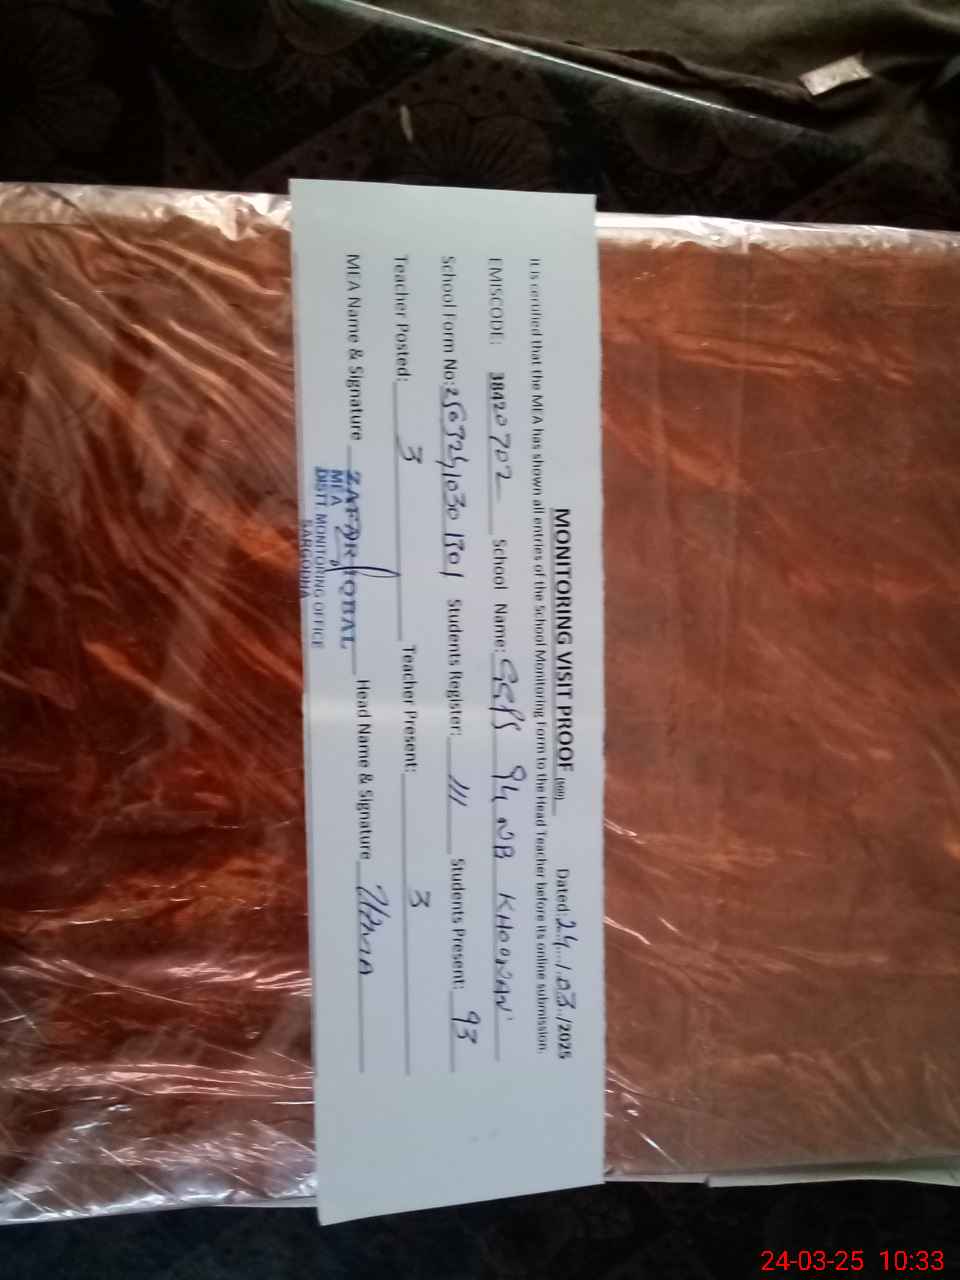 MONITORING VISIT PROOF (SED) Dated: 24/03/2025
It is certified that the MEA has shown all entries of the School Monitoring Form to the Head Teacher before its online submission.
EMISCODE: 38420702 School Name: GGPS 94 NB KHOONAN
School Form No: Students Register: 111 Students Present: 93
Teacher Posted: 3 Teacher Present: 3
MEA Name & Signature ZAFAR IQBAL Head Name & Signature
MEA
DISTT MONITORING OFFICE
SARGODHA
24-03-25 10:33